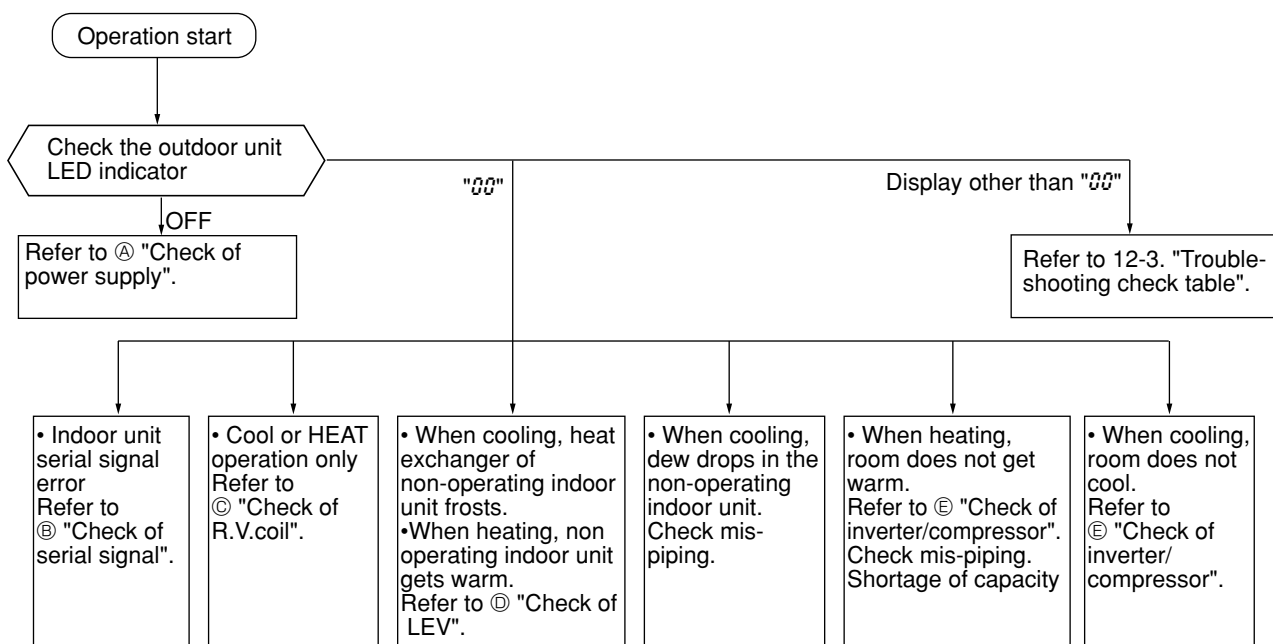 Operation start
Check the outdoor unit
LED indicator
"00"
Display other than "00"
OFF
Refer to Ⓐ "Check of
power supply".
Refer to 12-3. "Trouble-
shooting check table".
• Indoor unit
serial signal
error
Refer to
Ⓑ "Check of
serial signal".
• Cool or HEAT
operation only
Refer to
Ⓒ "Check of
R.V.coil".
• When cooling, heat
exchanger of
non-operating indoor
unit frosts.
•When heating, non
operating indoor unit
gets warm.
Refer to Ⓓ "Check of
LEV".
• When cooling,
dew drops in the
non-operating
indoor unit.
Check mis-
piping.
• When heating,
room does not get
warm.
Refer to Ⓔ "Check of
inverter/compressor".
Check mis-piping.
Shortage of capacity
• When cooling,
room does not
cool.
Refer to
Ⓔ "Check of
inverter/
compressor".